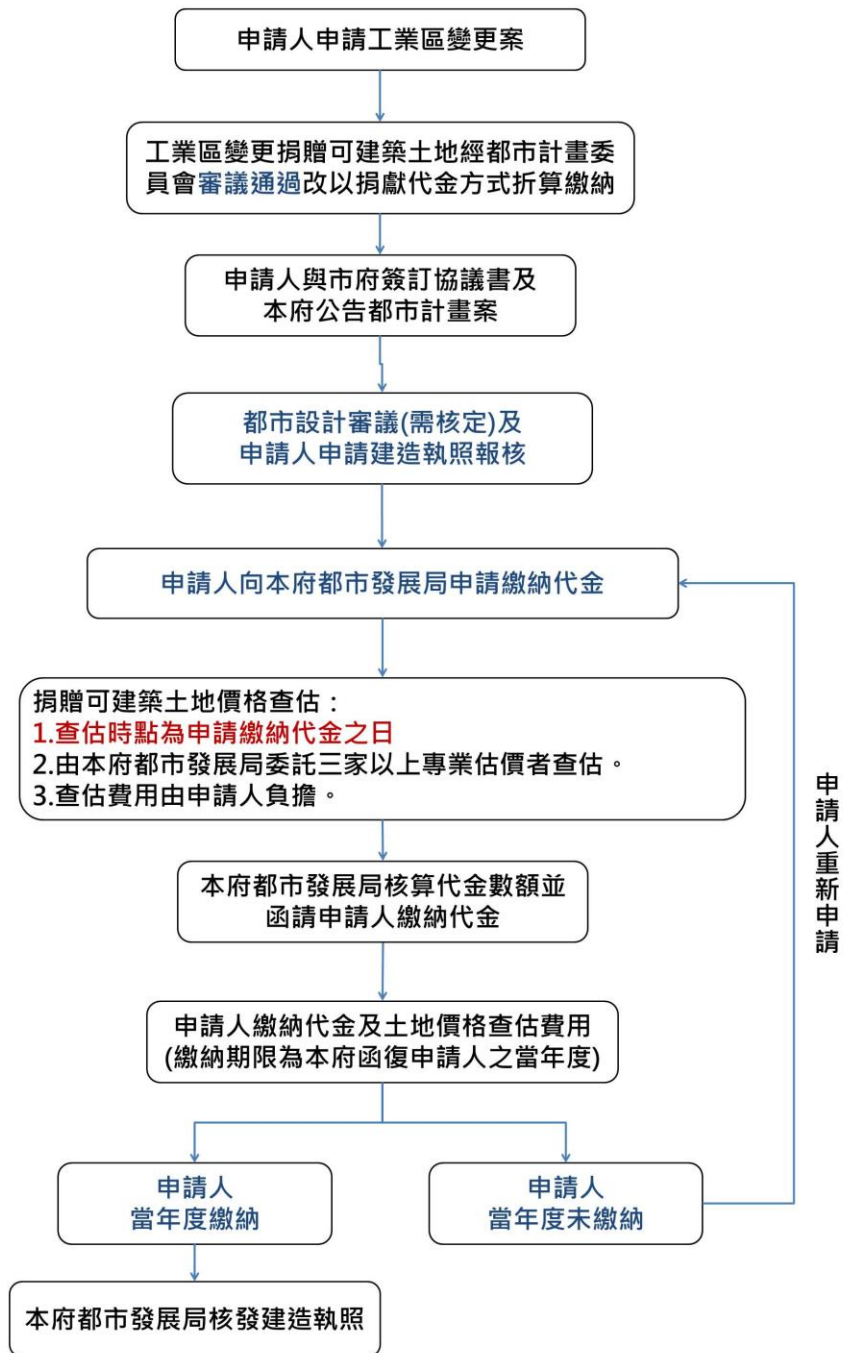 申請人申請工業區變更案
工業區變更捐贈可建築土地經都市計畫委
員會審議通過改以捐獻代金方式折算繳納
申請人與市府簽訂協議書及
本府公告都市計畫案
都市設計審議(需核定)及
申請人申請建造執照報核
申請人向本府都市發展局申請繳納代金
捐贈可建築土地價格查估：
1.查估時點為申請繳納代金之日
2.由本府都市發展局委託三家以上專業估價者查估。
3.查估費用由申請人負擔。
本府都市發展局核算代金數額並
函請申請人繳納代金
申請人繳納代金及土地價格查估費用
(繳納期限為本府函復申請人之當年度)
申請人
當年度繳納
申請人
當年度未繳納
申請人重新申請
本府都市發展局核發建造執照